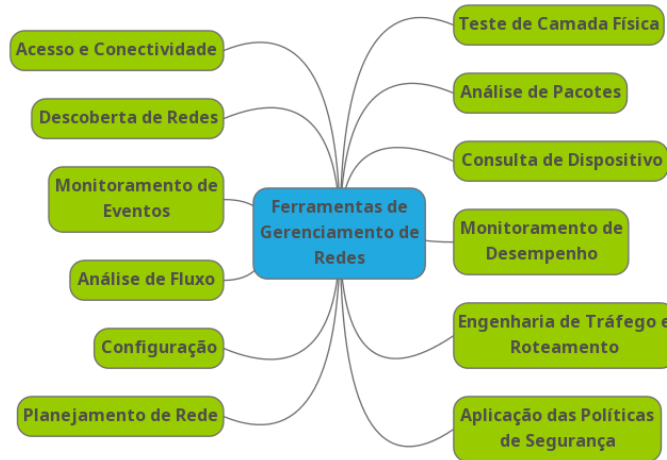 Acesso e Conectividade
Descoberta de Redes
Monitoramento de
Eventos
Análise de Fluxo
Configuração
Planejamento de Rede
Ferramentas de
Gerenciamento de
Redes
Teste de Camada Física
Análise de Pacotes
Consulta de Dispositivo
Monitoramento de
Desempenho
Engenharia de Tráfego e
Roteamento
Aplicação das Políticas
de Segurança